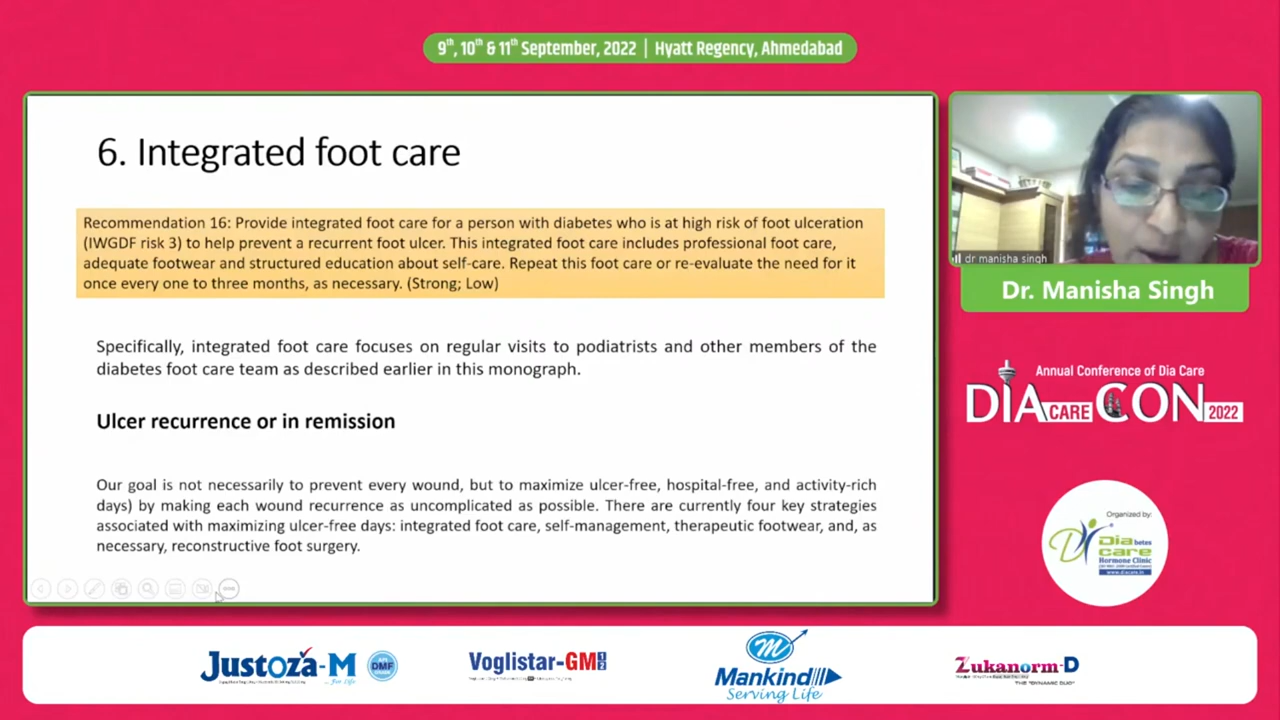 9th, 10th & 11th September, 2022 | Hyatt Regency, Ahmedabad
6. Integrated foot care
Recommendation 16: Provide integrated foot care for a person with diabetes who is at high risk of foot ulceration
(IWGDF risk 3) to help prevent a recurrent foot ulcer. This integrated foot care includes professional foot care,
adequate footwear and structured education about self-care. Repeat this foot care or re-evaluate the need for it
once every one to three months, as necessary. (Strong; Low)
Specifically, integrated foot care focuses on regular visits to podiatrists and other members of the
diabetes foot care team as described earlier in this monograph.
Ulcer recurrence or in remission
Our goal is not necessarily to prevent every wound, but to maximize ulcer-free, hospital-free, and activity-rich
days) by making each wound recurrence as uncomplicated as possible. There are currently four key strategies
associated with maximizing ulcer-free days: integrated foot care, self-management, therapeutic footwear, and, as
necessary, reconstructive foot surgery.
dr manisha singh
Dr. Manisha Singh
Annual Conference of Dia Care
DIA CARE CON 2022
Organized by:
Diabetes
care
Hormone Clinic
www.diacare.in
Justoza-M
... for Life
DMF
Voglistar-GM
Mankind
Serving Life
Zukanorm-D
THE "DYNAMIC DUO"